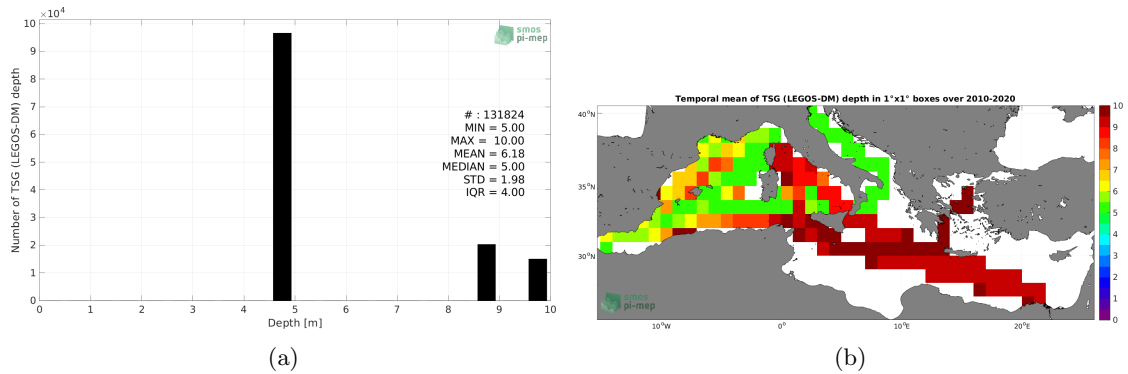 ×10⁴
10
9
8
7
6
5
4
3
2
1
0
Number of TSG (LEGOS-DM) depth
smos
pi-mep
# : 131824
MIN = 5.00
MAX = 10.00
MEAN = 6.18
MEDIAN = 5.00
STD = 1.98
IQR = 4.00
0 1 2 3 4 5 6 7 8 9 10
Depth [m]
(a)
Temporal mean of TSG (LEGOS-DM) depth in 1°x1° boxes over 2010-2020
40°N
35°N
30°N
10°W 0° 10°E 20°E
smos
pi-mep
10
9
8
7
6
5
4
3
2
1
0
(b)